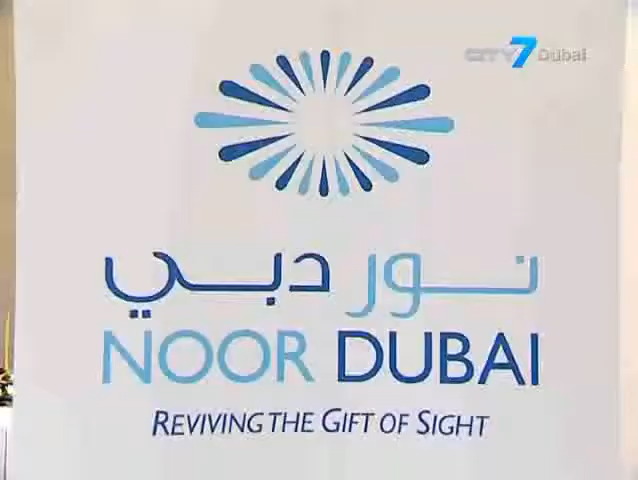 CITY7 Dubai
نور دبي
NOOR DUBAI
REVIVING THE GIFT OF SIGHT